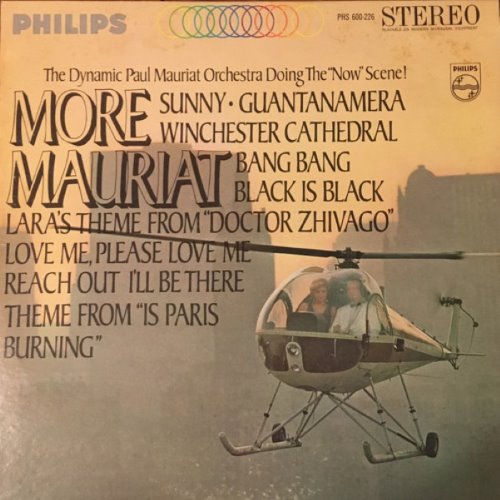 PHILIPS
PHS 600-226 STEREO
PLAYABLE ON MODERN MONAURAL EQUIPMENT
The Dynamic Paul Mauriat Orchestra Doing The "Now" Scene!
PHILIPS
MORE
MAURIAT
SUNNY • GUANTANAMERA
WINCHESTER CATHEDRAL
BANG BANG
BLACK IS BLACK
LARA'S THEME FROM "DOCTOR ZHIVAGO"
LOVE ME, PLEASE LOVE ME
REACH OUT I'LL BE THERE
THEME FROM "IS PARIS
BURNING"